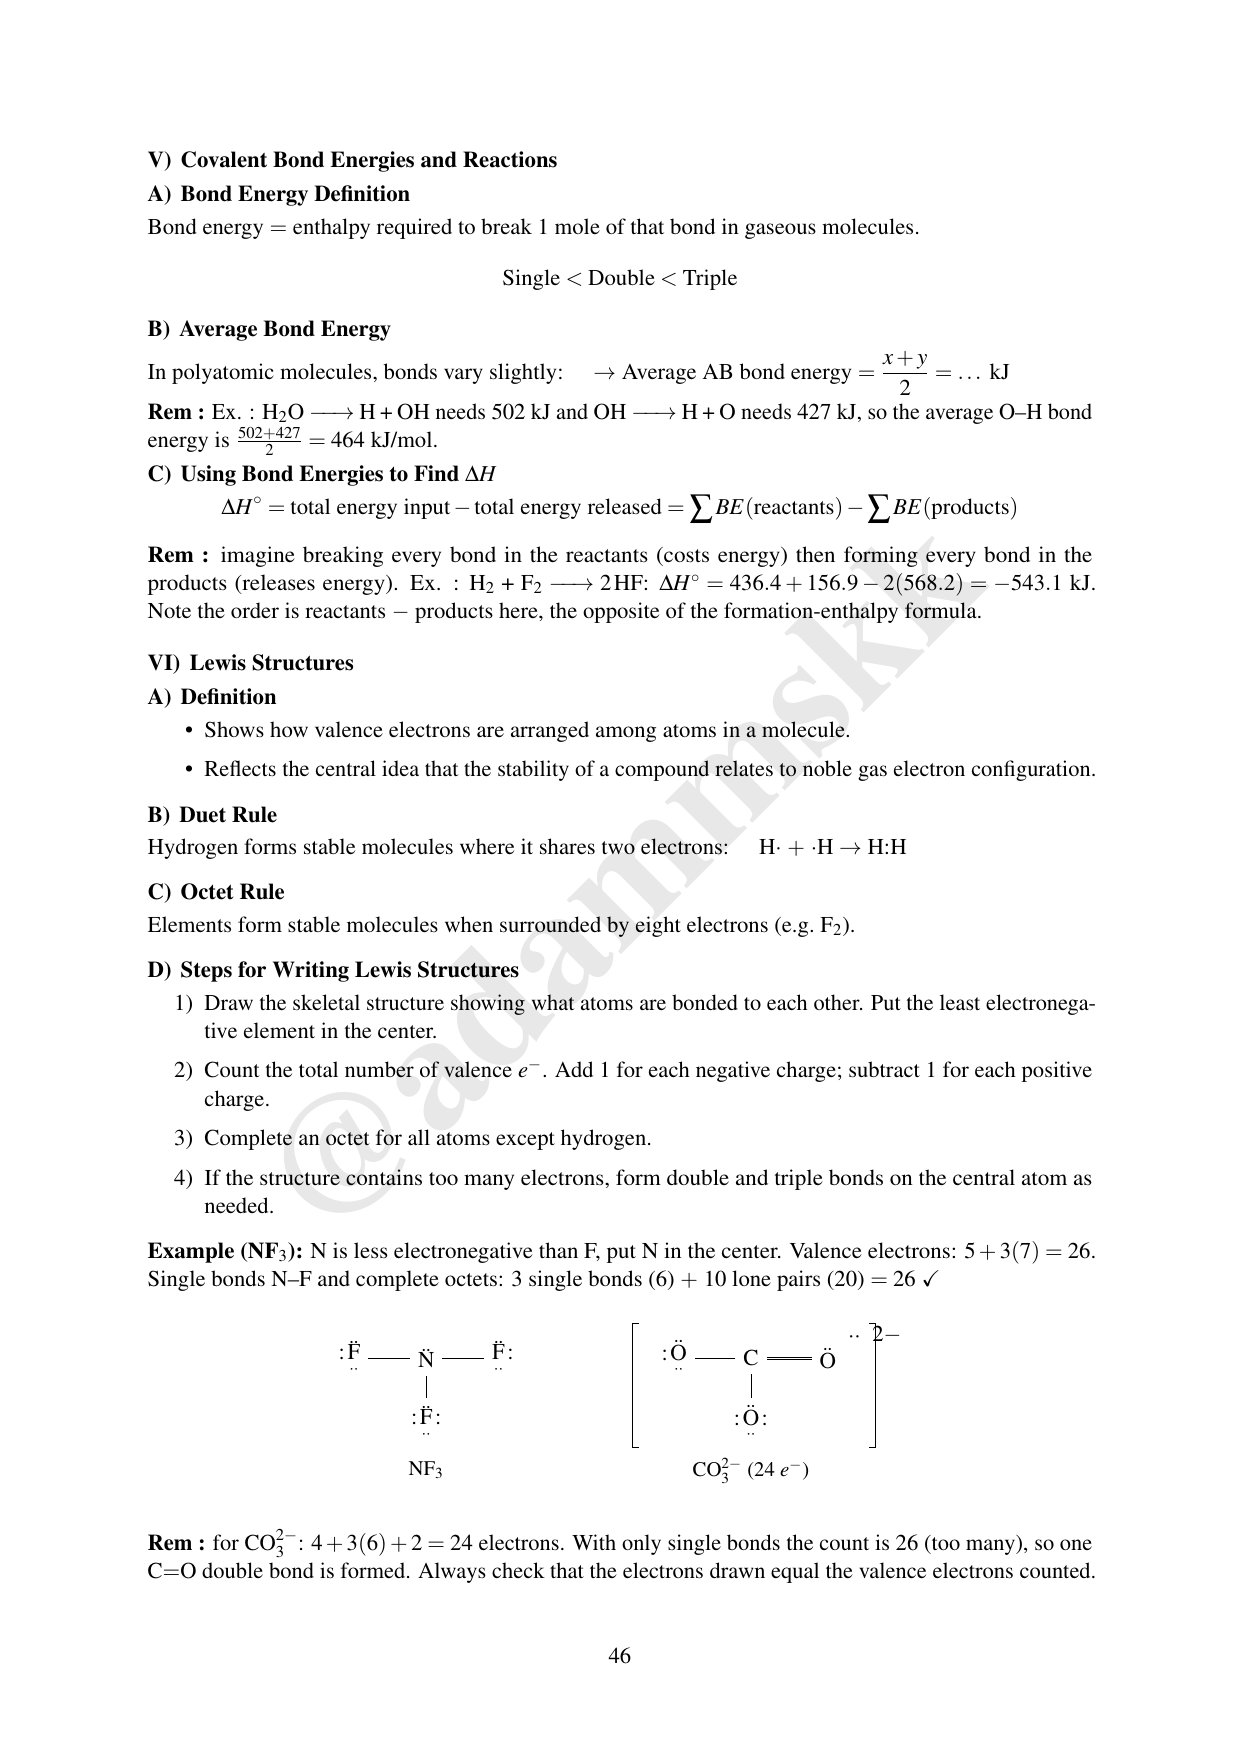 V) Covalent Bond Energies and Reactions
A) Bond Energy Definition
Bond energy = enthalpy required to break 1 mole of that bond in gaseous molecules.
Single < Double < Triple
B) Average Bond Energy
In polyatomic molecules, bonds vary slightly: → Average AB bond energy = (x + y)/2 = … kJ
Rem : Ex. : H₂O ⟶ H + OH needs 502 kJ and OH ⟶ H + O needs 427 kJ, so the average O–H bond
energy is (502+427)/2 = 464 kJ/mol.
C) Using Bond Energies to Find ΔH
ΔH° = total energy input − total energy released = ∑ BE(reactants) − ∑ BE(products)
Rem : imagine breaking every bond in the reactants (costs energy) then forming every bond in the
products (releases energy). Ex. : H₂ + F₂ ⟶ 2 HF: ΔH° = 436.4 + 156.9 − 2(568.2) = −543.1 kJ.
Note the order is reactants − products here, the opposite of the formation-enthalpy formula.
VI) Lewis Structures
A) Definition
• Shows how valence electrons are arranged among atoms in a molecule.
• Reflects the central idea that the stability of a compound relates to noble gas electron configuration.
B) Duet Rule
Hydrogen forms stable molecules where it shares two electrons: H· + ·H → H:H
C) Octet Rule
Elements form stable molecules when surrounded by eight electrons (e.g. F₂).
D) Steps for Writing Lewis Structures
1) Draw the skeletal structure showing what atoms are bonded to each other. Put the least electronega-
tive element in the center.
2) Count the total number of valence e⁻. Add 1 for each negative charge; subtract 1 for each positive
charge.
3) Complete an octet for all atoms except hydrogen.
4) If the structure contains too many electrons, form double and triple bonds on the central atom as
needed.
Example (NF₃): N is less electronegative than F, put N in the center. Valence electrons: 5 + 3(7) = 26.
Single bonds N–F and complete octets: 3 single bonds (6) + 10 lone pairs (20) = 26 ✓
:F N F: :O C O 2−
:F: :O:
NF₃ CO₃²⁻ (24 e⁻)
Rem : for CO₃²⁻: 4 + 3(6) + 2 = 24 electrons. With only single bonds the count is 26 (too many), so one
C=O double bond is formed. Always check that the electrons drawn equal the valence electrons counted.
46
@adammskk